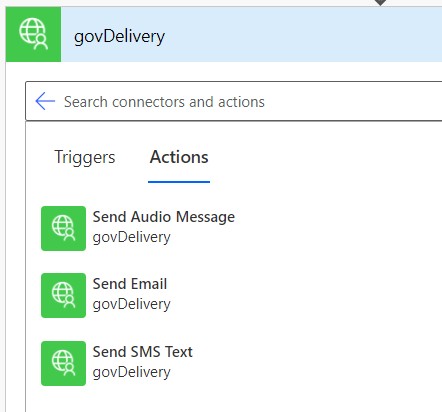 govDelivery
Search connectors and actions
Triggers Actions
Send Audio Message
govDelivery
Send Email
govDelivery
Send SMS Text
govDelivery